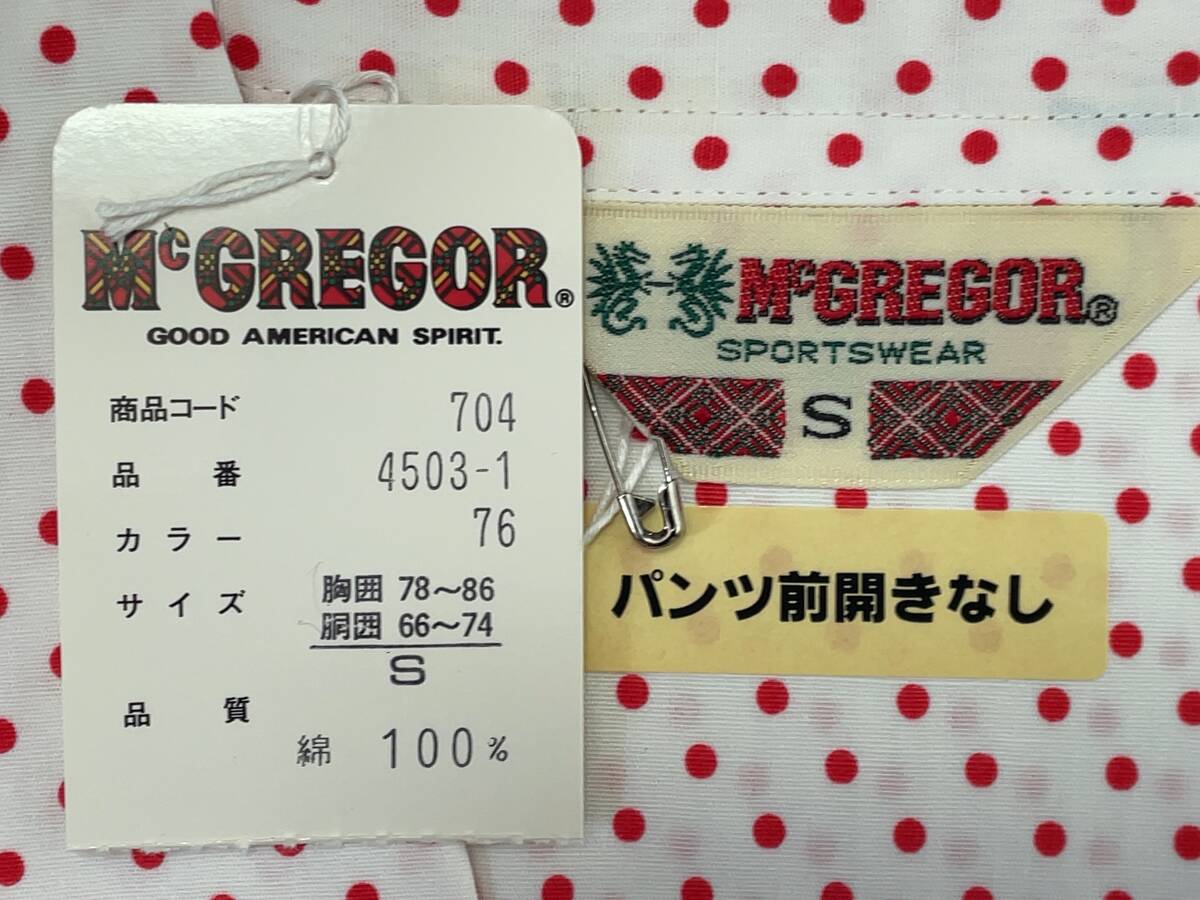 McGREGOR®
GOOD AMERICAN SPIRIT.
商品コード 704
品番 4503-1
カラー 76
サイズ 胸囲 78～86
胴囲 66～74
S
品質
綿 100%
McGREGOR®
SPORTSWEAR
S
パンツ前開きなし